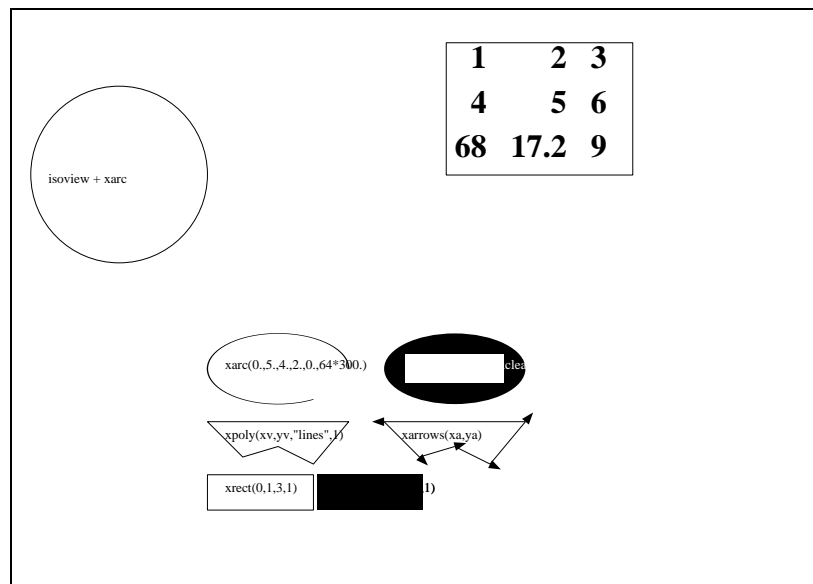 1 2 3
4 5 6
68 17.2 9
isoview + xarc
xarc(0.,5.,4.,2.,0.,64*300.)
xpoly(xv,yv,"lines",1)
xarrows(xa,ya)
xrect(0,1,3,1)